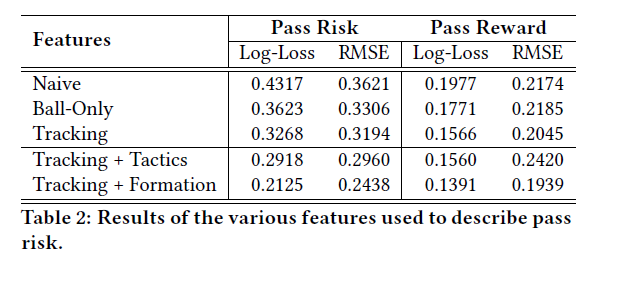 Features Pass Risk Pass Reward
Log-Loss RMSE Log-Loss RMSE
Naive 0.4317 0.3621 0.1977 0.2174
Ball-Only 0.3623 0.3306 0.1771 0.2185
Tracking 0.3268 0.3194 0.1566 0.2045
Tracking + Tactics 0.2918 0.2960 0.1560 0.2420
Tracking + Formation 0.2125 0.2438 0.1391 0.1939
Table 2: Results of the various features used to describe pass
risk.